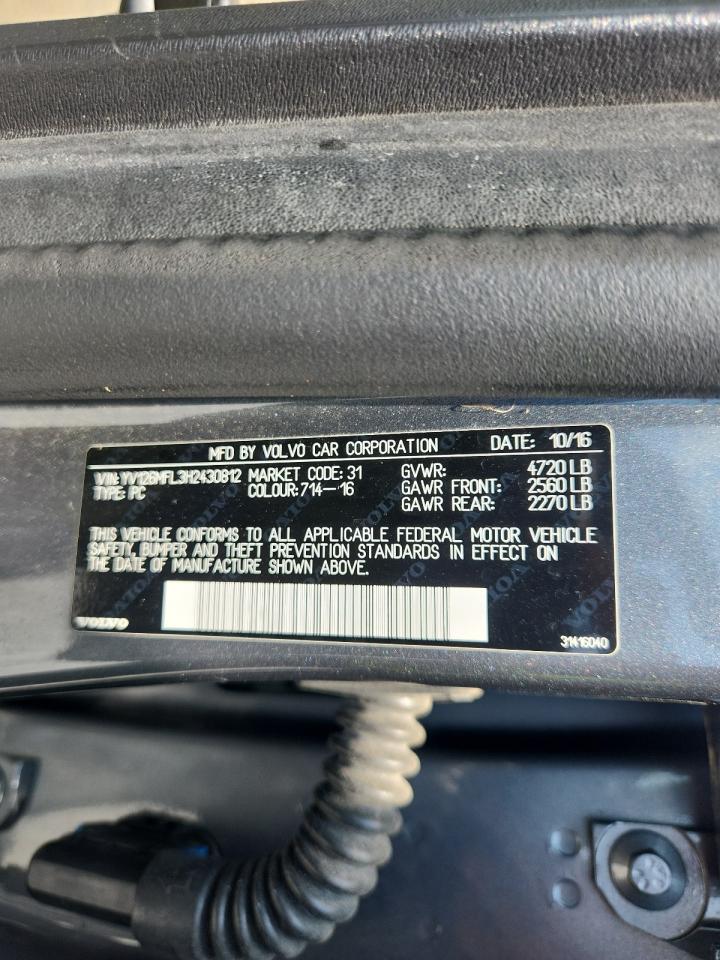 MFD BY VOLVO CAR CORPORATION DATE: 10/16
VIN: YV126MFL3H2430812 MARKET CODE: 31 GVWR: 4720 LB
TYPE: PC COLOUR: 714-16 GAWR FRONT: 2560 LB
GAWR REAR: 2270 LB
THIS VEHICLE CONFORMS TO ALL APPLICABLE FEDERAL MOTOR VEHICLE
SAFETY, BUMPER AND THEFT PREVENTION STANDARDS IN EFFECT ON
THE DATE OF MANUFACTURE SHOWN ABOVE.
VOLVO
31416040